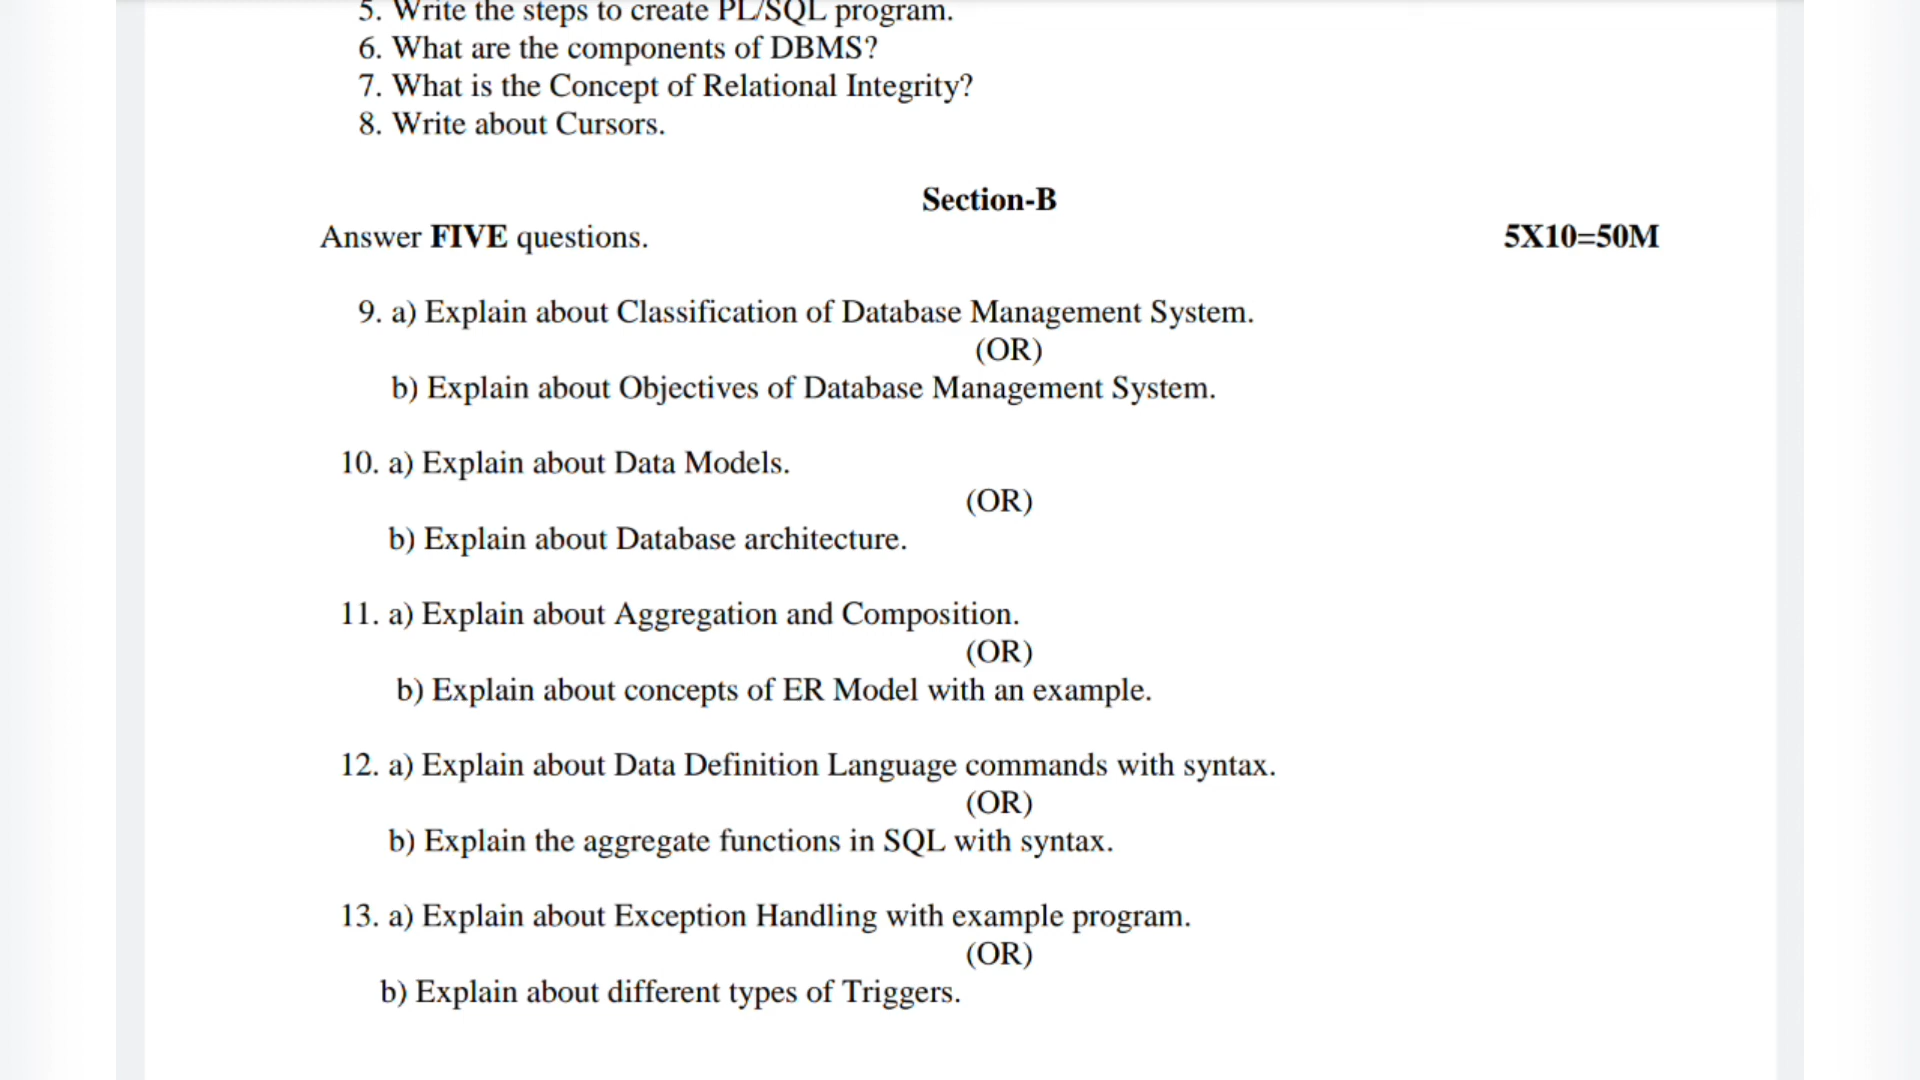 5. Write the steps to create PL/SQL program.
6. What are the components of DBMS?
7. What is the Concept of Relational Integrity?
8. Write about Cursors.
Section-B
Answer FIVE questions. 5X10=50M
9. a) Explain about Classification of Database Management System.
(OR)
b) Explain about Objectives of Database Management System.
10. a) Explain about Data Models.
(OR)
b) Explain about Database architecture.
11. a) Explain about Aggregation and Composition.
(OR)
b) Explain about concepts of ER Model with an example.
12. a) Explain about Data Definition Language commands with syntax.
(OR)
b) Explain the aggregate functions in SQL with syntax.
13. a) Explain about Exception Handling with example program.
(OR)
b) Explain about different types of Triggers.